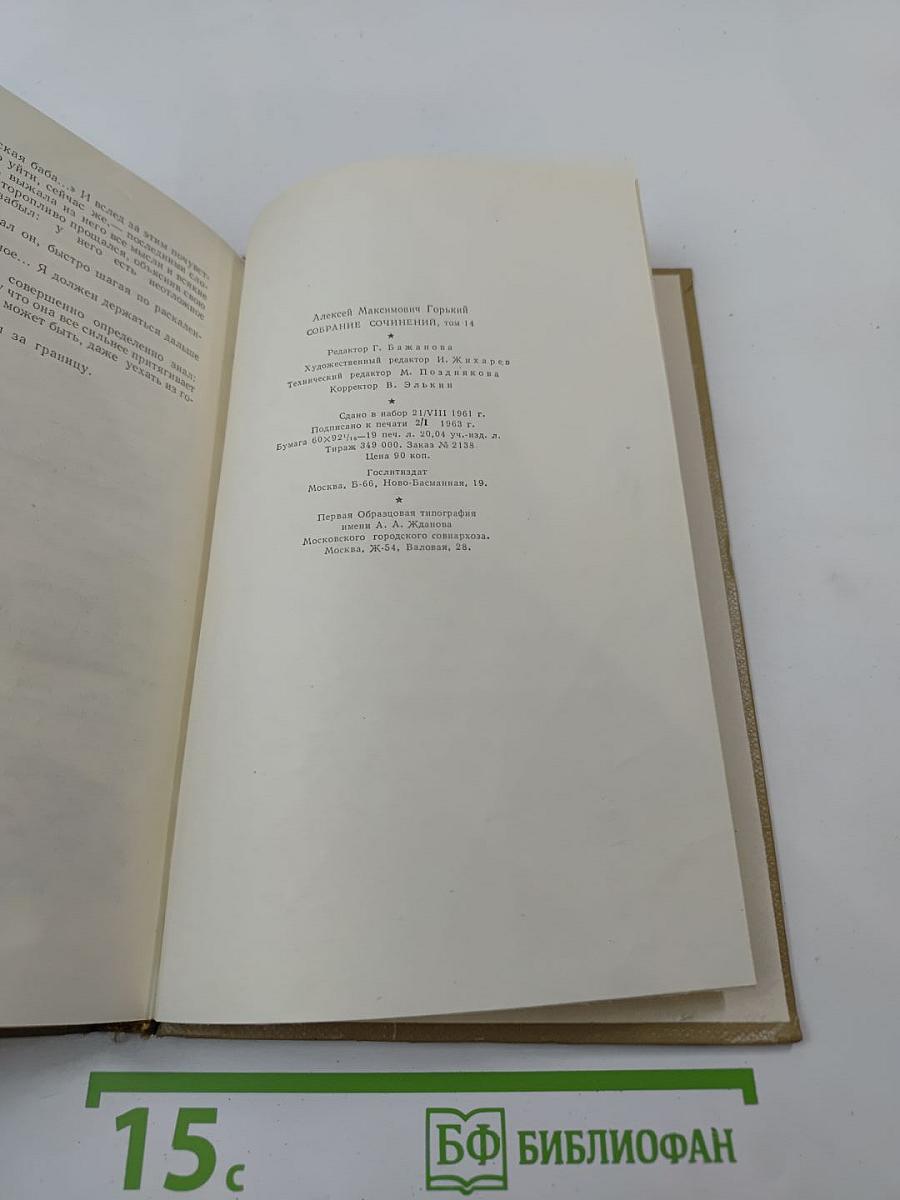 ская баба...» И вслед за этим почувст-
уйти, сейчас же,— последние сло-
выжала из него все мысли и всякие
торопливо прощался, объяснив свою
забыл: у него есть неотложное
ал он, быстро шагая по раскален-
ное... Я должен держаться дальше
совершенно определенно знал:
что она все сильнее притягивает
может быть, даже уехать из го-
за границу.
Алексей Максимович Горький
СОБРАНИЕ СОЧИНЕНИЙ, том 14
★
Редактор Г. Бажанова
Художественный редактор И. Жихарев
Технический редактор М. Позднякова
Корректор В. Элькин
★
Сдано в набор 21/VIII 1961 г.
Подписано к печати 2/I 1963 г.
Бумага 60×92¹/₁₆—19 печ. л. 20,04 уч.-изд. л.
Тираж 349 000. Заказ № 2138.
Цена 90 коп.
Гослитиздат
Москва, Б-66, Ново-Басманная, 19.
★
Первая Образцовая типография
имени А. А. Жданова
Московского городского совнархоза.
Москва, Ж-54, Валовая, 28.
15 с
БФ БИБЛИОФАН